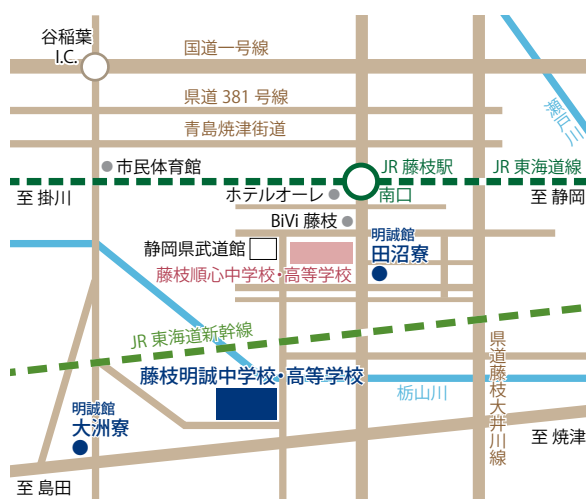 谷稲葉
I.C.
国道一号線
県道 381 号線
青島焼津街道
瀬戸川
市民体育館
JR 藤枝駅
JR 東海道線
至 掛川
ホテルオーレ
南口
至 静岡
BiVi 藤枝
明誠館
田沼寮
静岡県武道館
藤枝順心中学校・高等学校
JR 東海道新幹線
県道藤枝大井川線
藤枝明誠中学校・高等学校
栃山川
明誠館
大洲寮
至 焼津
至 島田